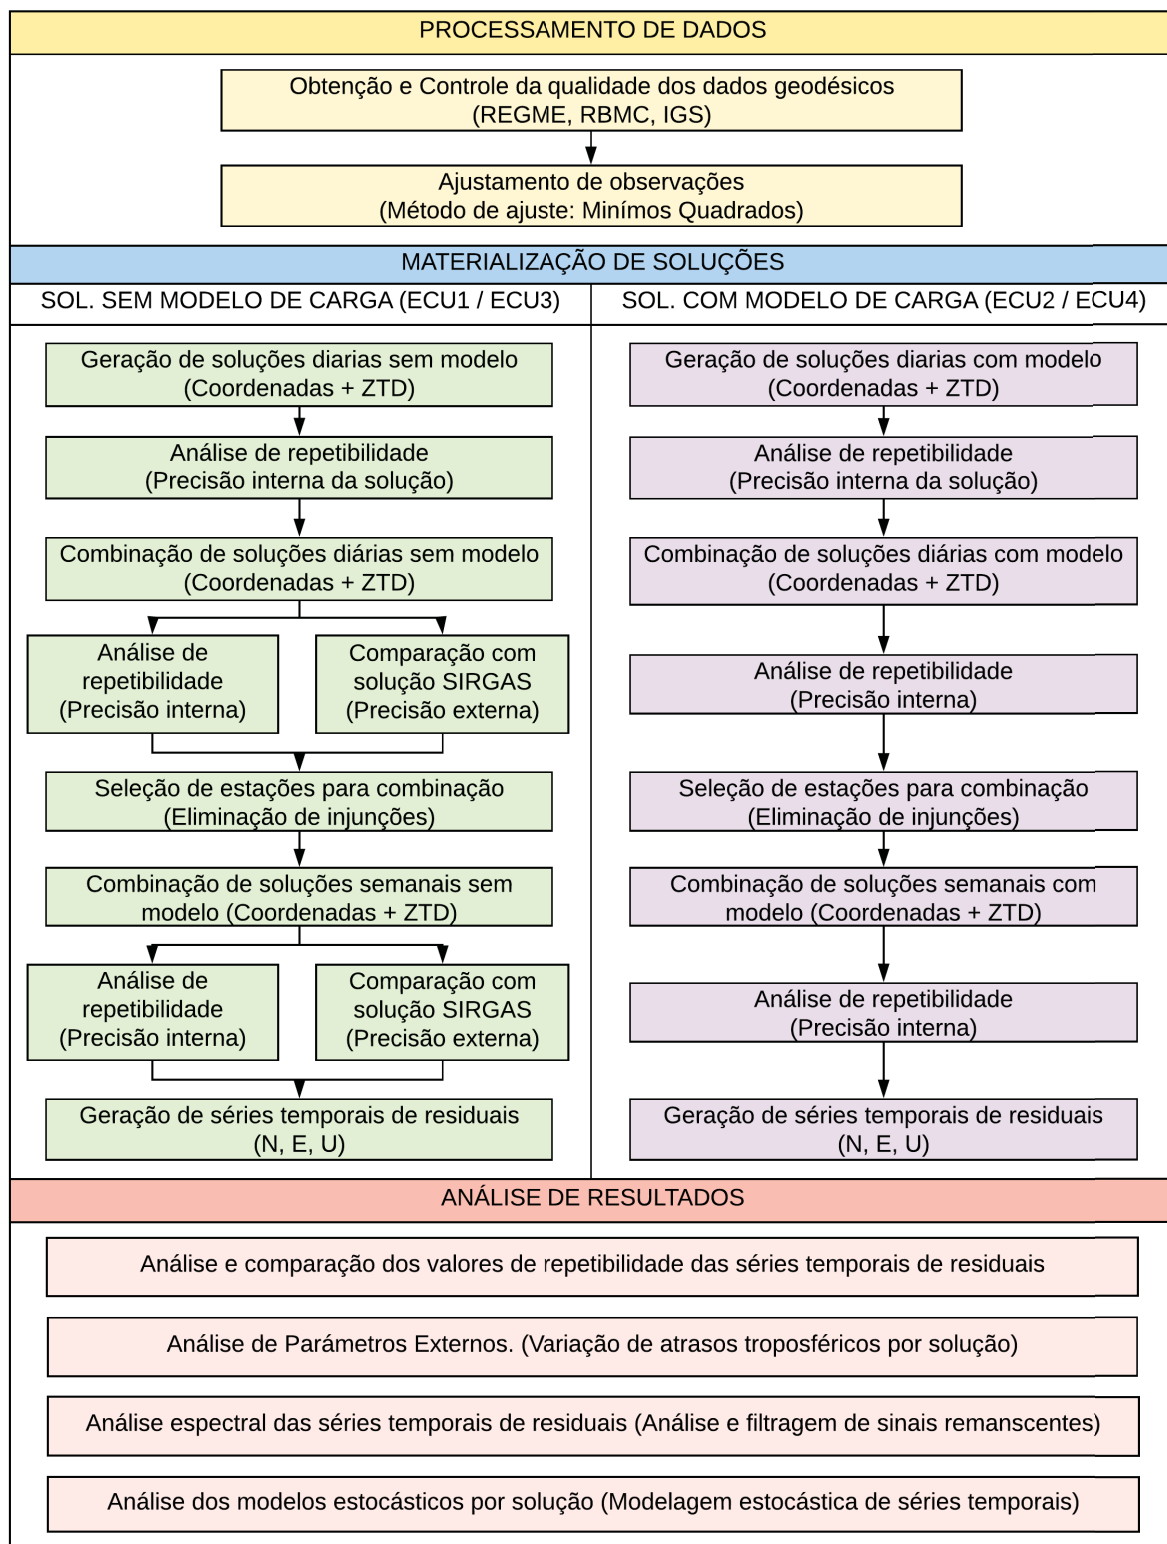 PROCESSAMENTO DE DADOS
Obtenção e Controle da qualidade dos dados geodésicos
(REGME, RBMC, IGS)
Ajustamento de observações
(Método de ajuste: Minímos Quadrados)
MATERIALIZAÇÃO DE SOLUÇÕES
SOL. SEM MODELO DE CARGA (ECU1 / ECU3)
Geração de soluções diarias sem modelo
(Coordenadas + ZTD)
Análise de repetibilidade
(Precisão interna da solução)
Combinação de soluções diárias sem modelo
(Coordenadas + ZTD)
Análise de
repetibilidade
(Precisão interna)
Comparação com
solução SIRGAS
(Precisão externa)
Seleção de estações para combinação
(Eliminação de injunções)
Combinação de soluções semanais sem
modelo (Coordenadas + ZTD)
Análise de
repetibilidade
(Precisão interna)
Comparação com
solução SIRGAS
(Precisão externa)
Geração de séries temporais de residuais
(N, E, U)
SOL. COM MODELO DE CARGA (ECU2 / ECU4)
Geração de soluções diarias com modelo
(Coordenadas + ZTD)
Análise de repetibilidade
(Precisão interna da solução)
Combinação de soluções diárias com modelo
(Coordenadas + ZTD)
Análise de repetibilidade
(Precisão interna)
Seleção de estações para combinação
(Eliminação de injunções)
Combinação de soluções semanais com
modelo (Coordenadas + ZTD)
Análise de repetibilidade
(Precisão interna)
Geração de séries temporais de residuais
(N, E, U)
ANÁLISE DE RESULTADOS
Análise e comparação dos valores de repetibilidade das séries temporais de residuais
Análise de Parámetros Externos. (Variação de atrasos troposféricos por solução)
Análise espectral das séries temporais de residuais (Análise e filtragem de sinais remanscentes)
Análise dos modelos estocásticos por solução (Modelagem estocástica de séries temporais)